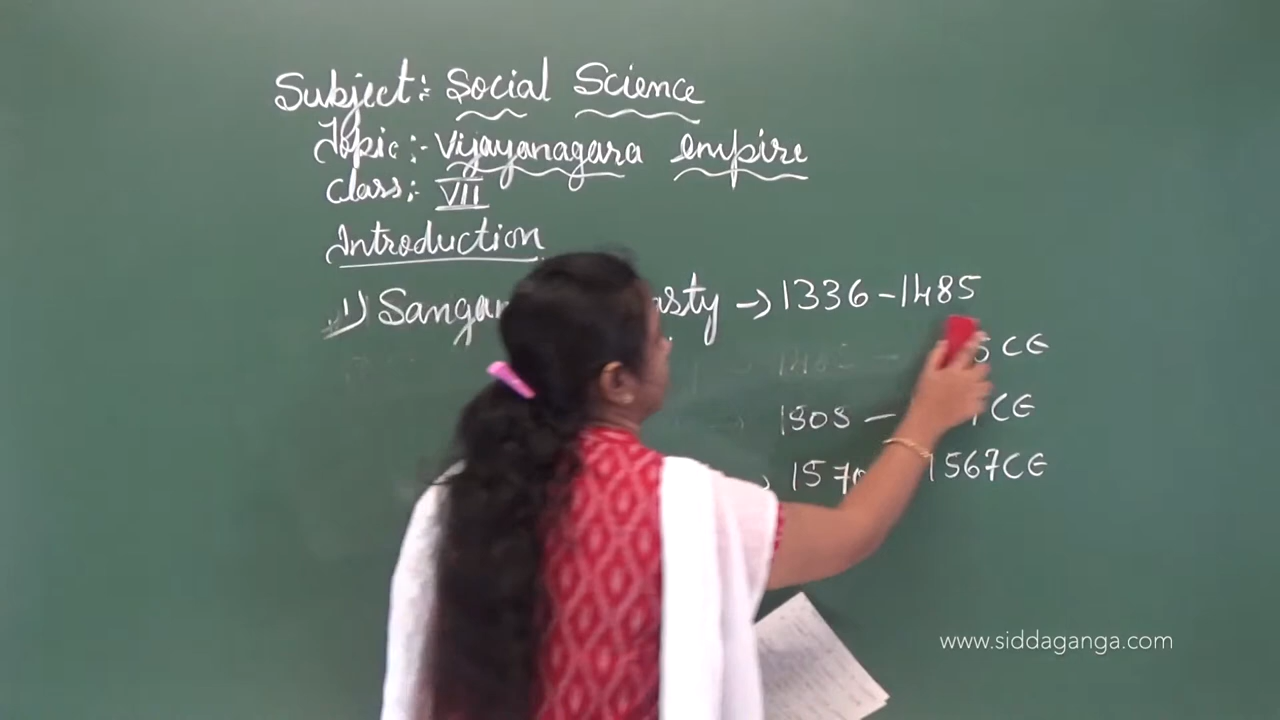 Subject:- Social Science
Topic:- Vijayanagara empire
Class:- VII
Introduction
1) Sangam asty → 1336 - 1485
CE
1508 - CE
1567CE
www.siddaganga.com